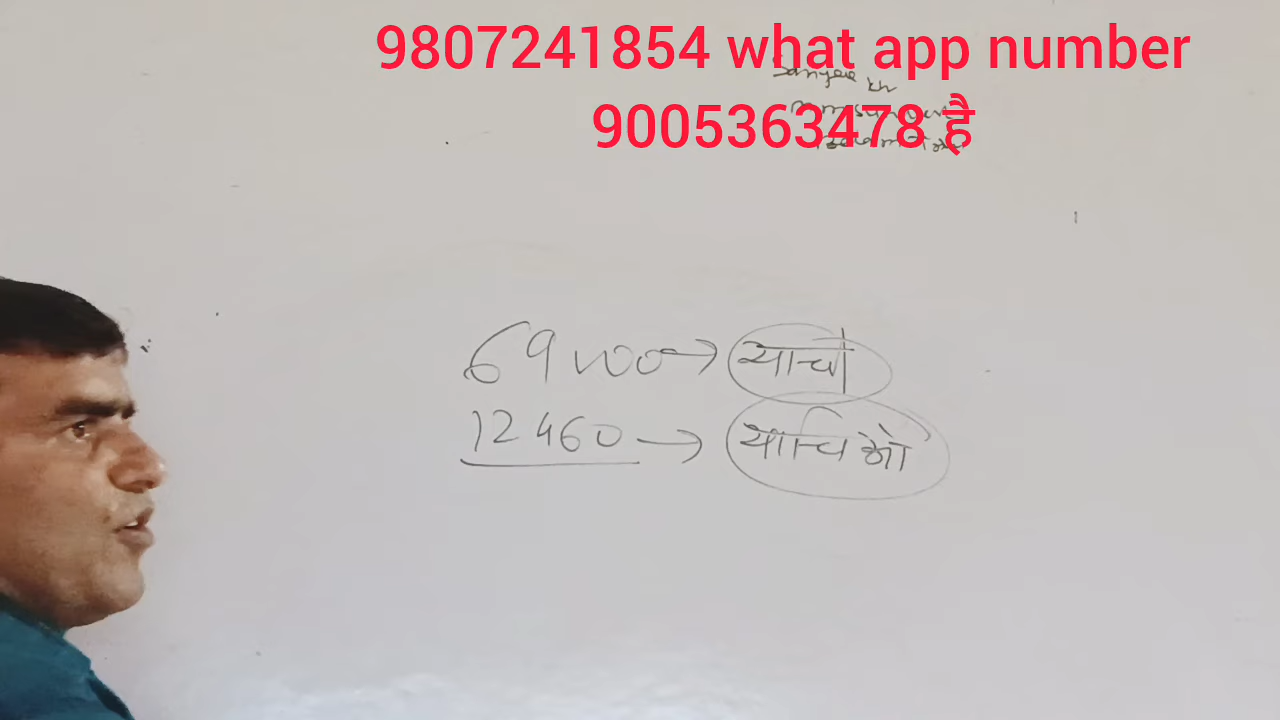 9807241854 what app number
9005363478 है
69000 → याची
12460 → याचिओ